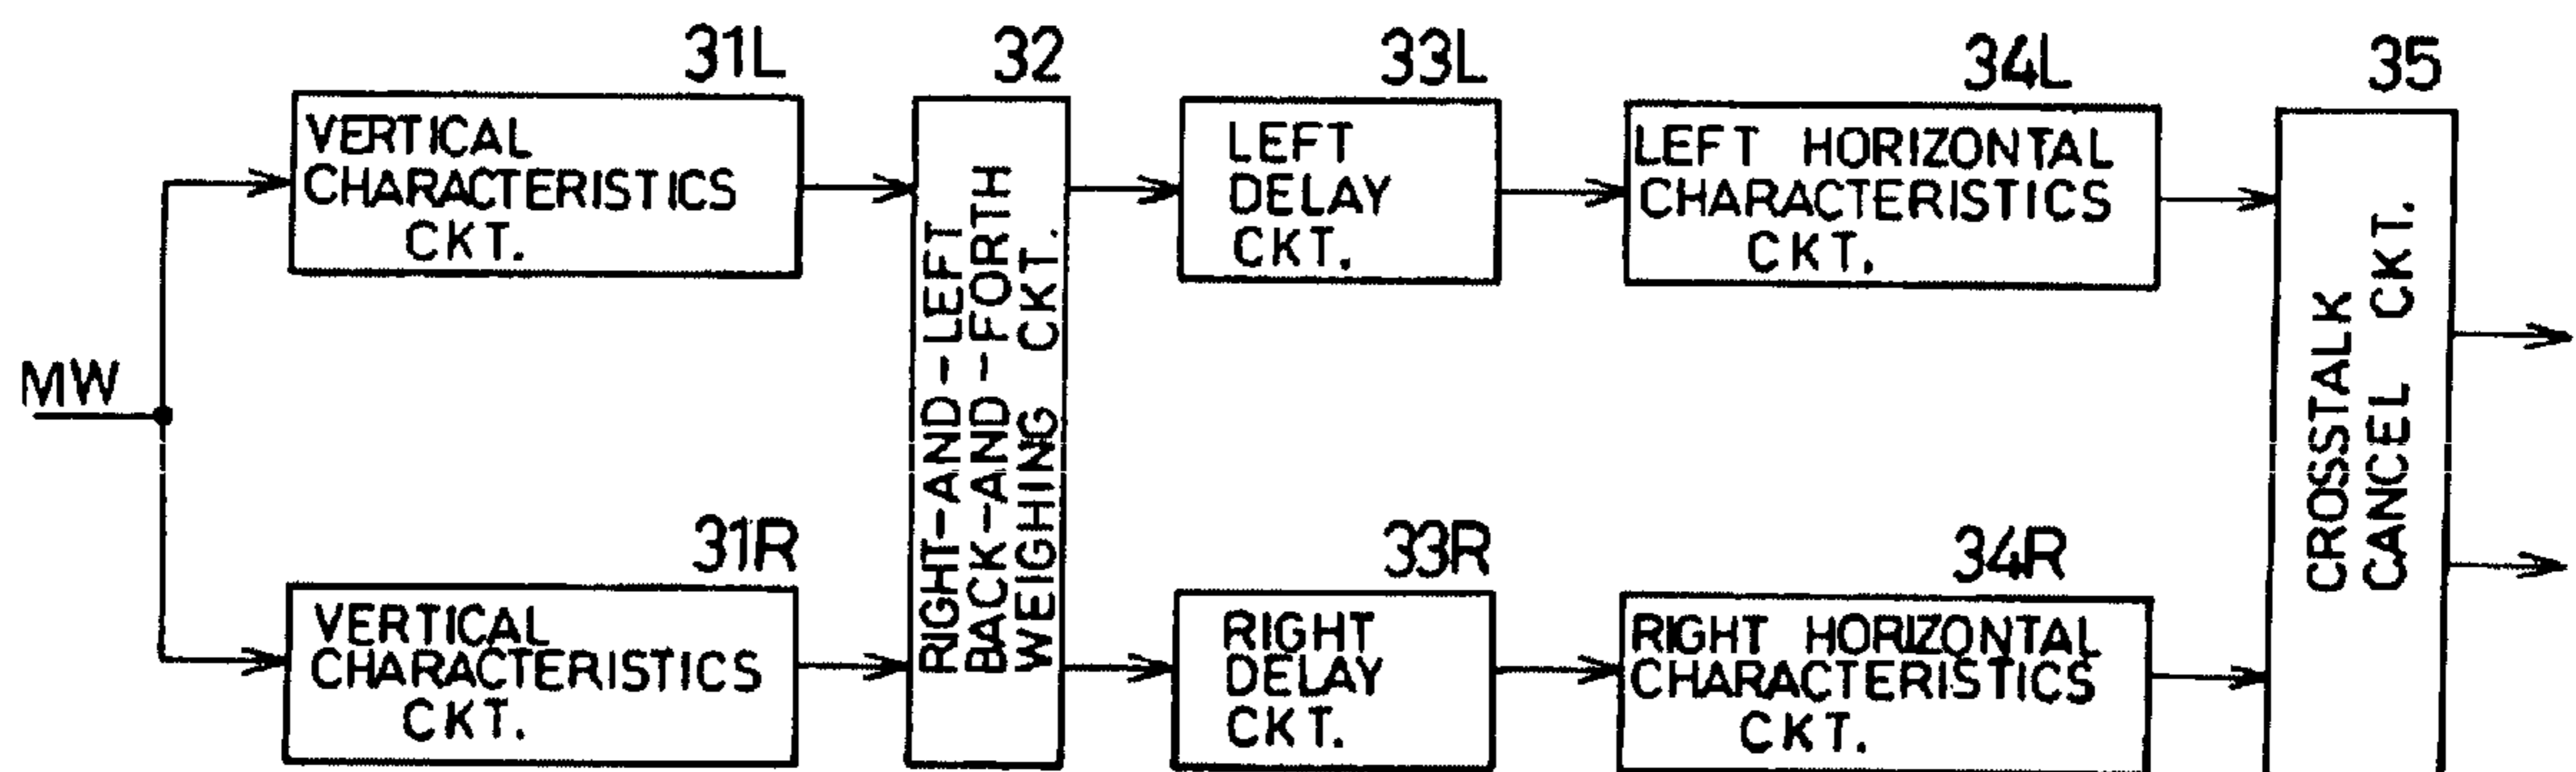 31L
32
33L
34L
35
VERTICAL
CHARACTERISTICS
CKT.
LEFT
DELAY
CKT.
LEFT HORIZONTAL
CHARACTERISTICS
CKT.
RIGHT-AND-LEFT
BACK-AND-FORTH
WEIGHING CKT.
CROSSTALK
CANCEL CKT.
MW
31R
33R
34R
VERTICAL
CHARACTERISTICS
CKT.
RIGHT
DELAY
CKT.
RIGHT HORIZONTAL
CHARACTERISTICS
CKT.